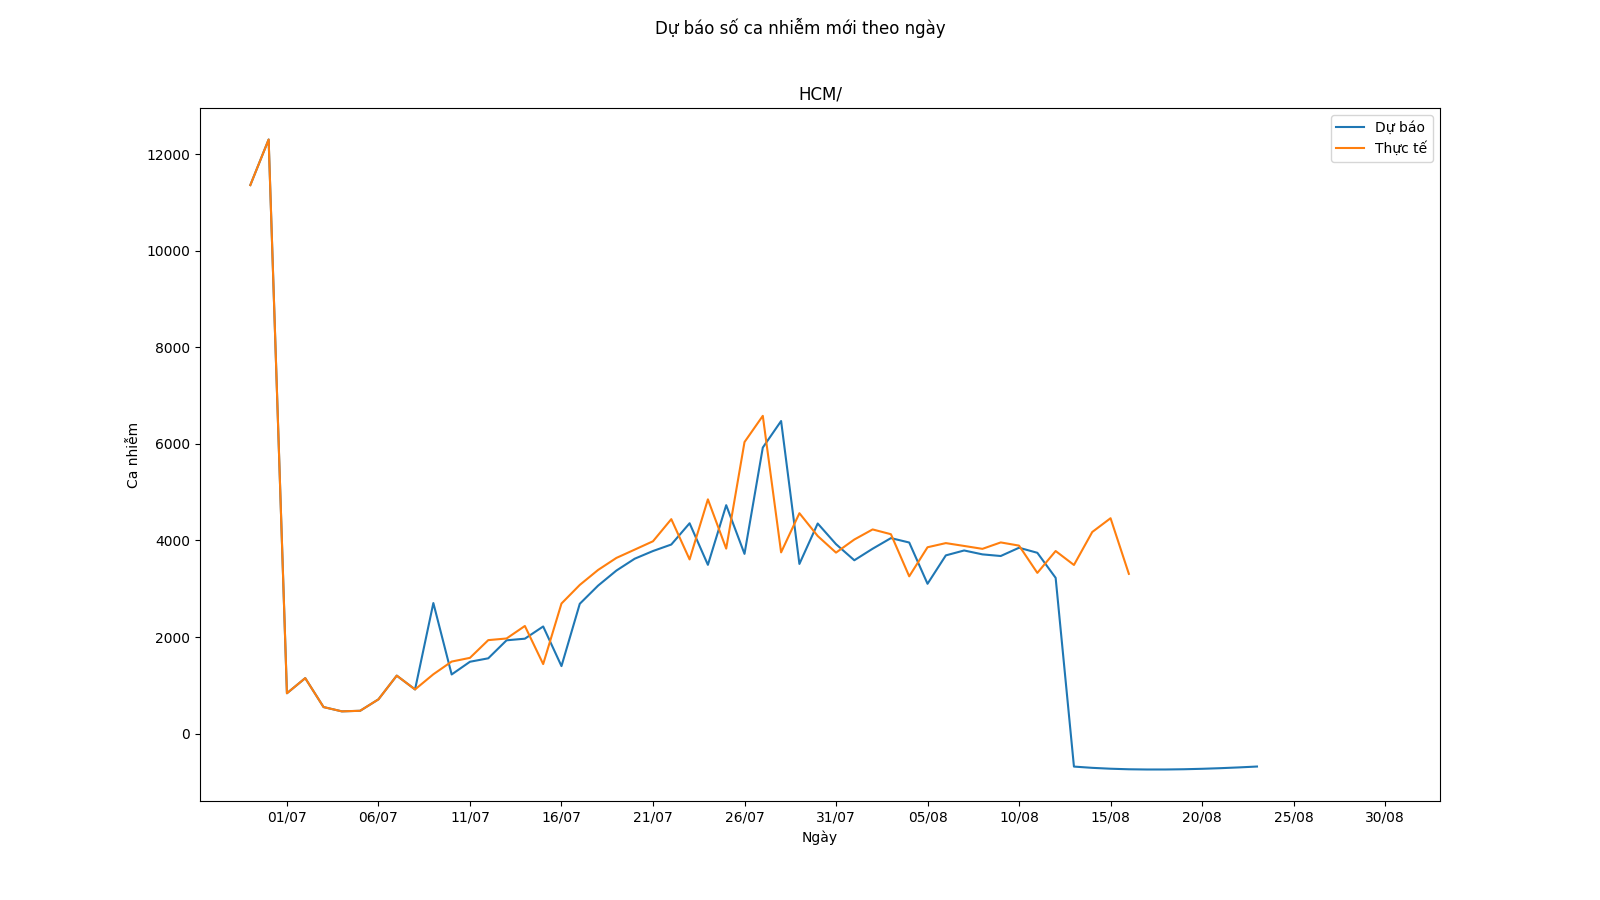 Dự báo số ca nhiễm mới theo ngày
HCM/
Dự báo
Thực tế
12000
10000
8000
6000
4000
2000
0
Ca nhiễm
01/07 06/07 11/07 16/07 21/07 26/07 31/07 05/08 10/08 15/08 20/08 25/08 30/08
Ngày